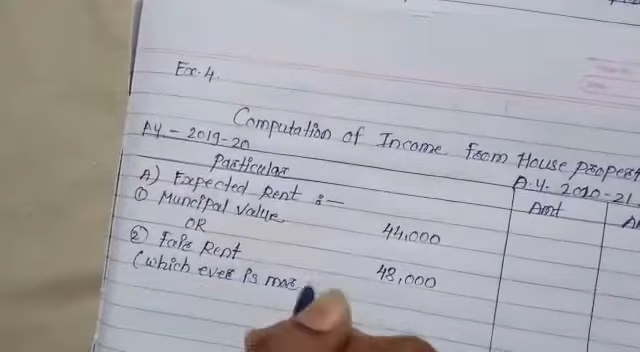 Ex.4.
Computation of Income from House propert
AY - 2019-20
A.Y. 2020-21
Particular
Amt
A) Expected Rent :-
① Muncipal value 44,000
OR
② Fair Rent 48,000
(which ever is mor